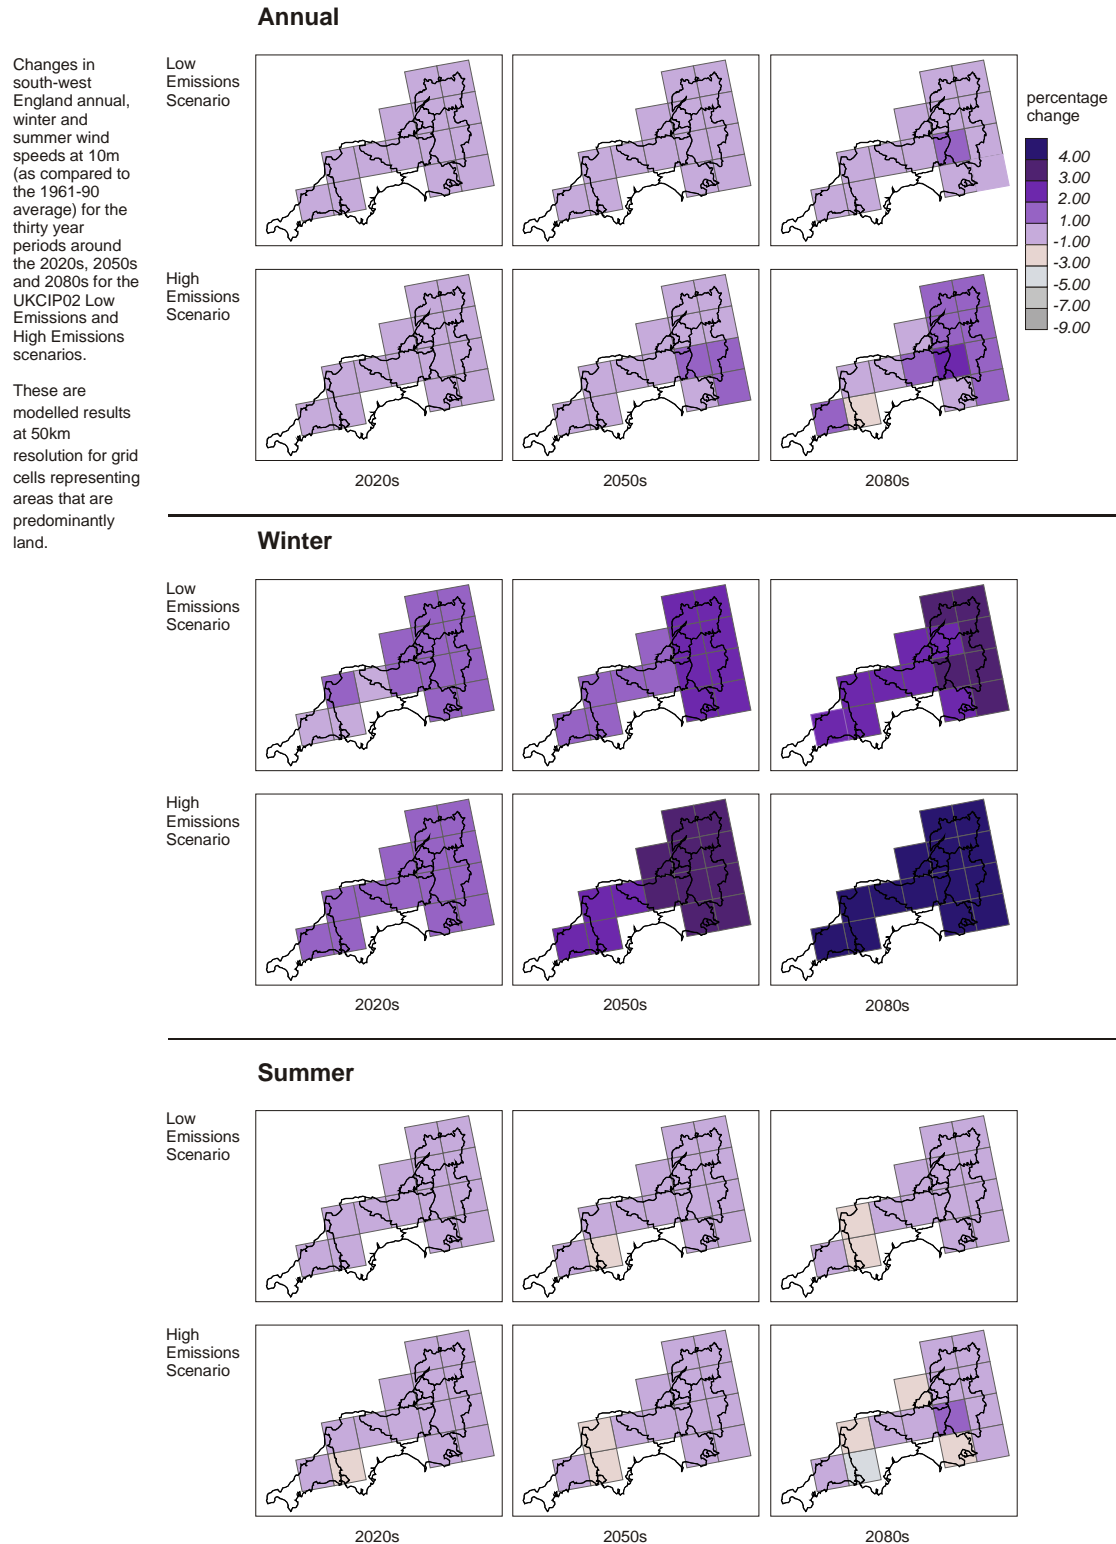 Annual
Changes in
south-west
England annual,
winter and
summer wind
speeds at 10m
(as compared to
the 1961-90
average) for the
thirty year
periods around
the 2020s, 2050s
and 2080s for the
UKCIP02 Low
Emissions and
High Emissions
scenarios.
These are
modelled results
at 50km
resolution for grid
cells representing
areas that are
predominantly
land.
Low
Emissions
Scenario
percentage
change
4.00
3.00
2.00
1.00
-1.00
-3.00
-5.00
-7.00
-9.00
High
Emissions
Scenario
2020s
2050s
2080s
Winter
Low
Emissions
Scenario
High
Emissions
Scenario
2020s
2050s
2080s
Summer
Low
Emissions
Scenario
High
Emissions
Scenario
2020s
2050s
2080s